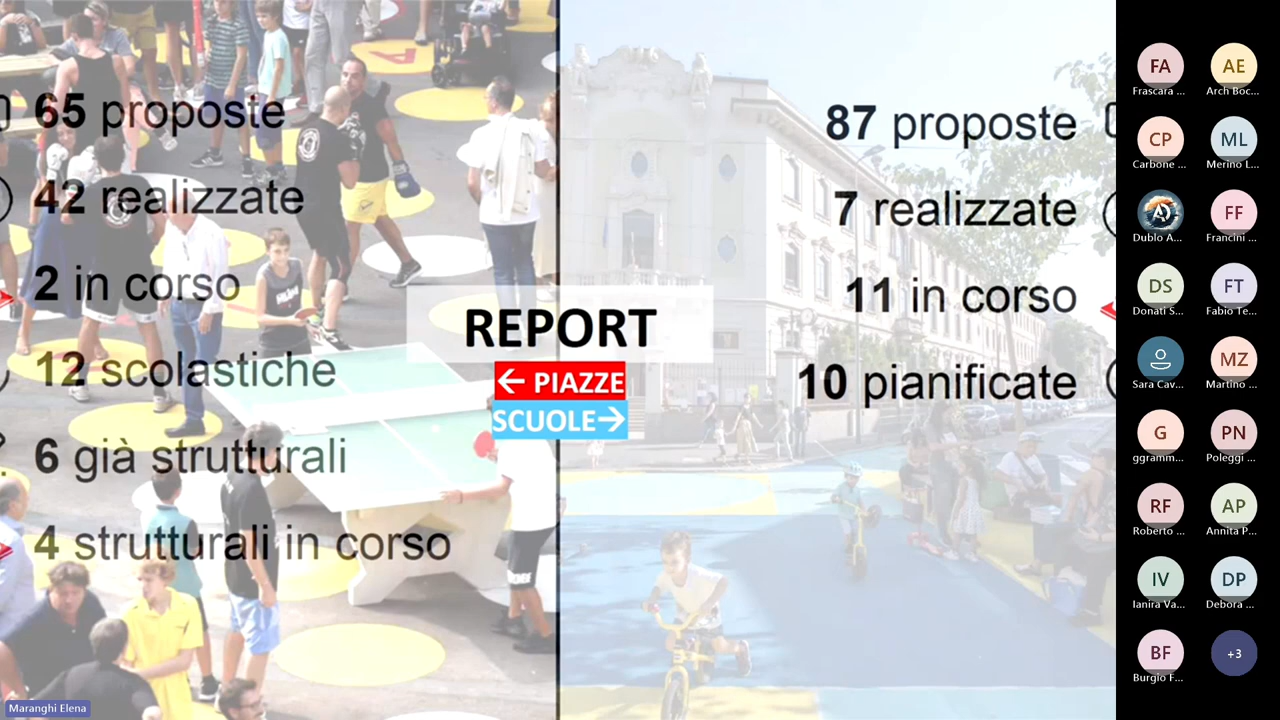 65 proposte
42 realizzate
2 in corso
12 scolastiche
6 già strutturali
4 strutturali in corso
REPORT
← PIAZZE
SCUOLE→
87 proposte
7 realizzate
11 in corso
10 pianificate
Maranghi Elena
FA
Frascara ...
AE
Arch Boc...
CP
Carbone ...
ML
Merino L...
AD
Dublo A...
FF
Francini ...
DS
Donati S...
FT
Fabio Te...
Sara Cav...
MZ
Martino ...
G
ggramm...
PN
Poleggi ...
RF
Roberto ...
AP
Annita P...
IV
Ianira Va...
DP
Debora ...
BF
Burgio F...
+3